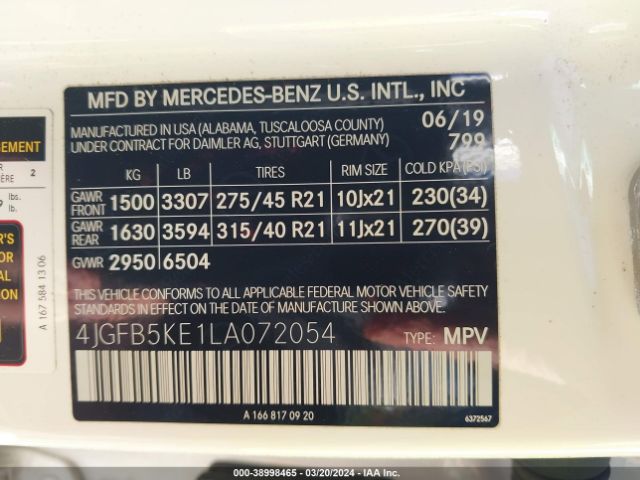 MFD BY MERCEDES-BENZ U.S. INTL., INC
MANUFACTURED IN USA (ALABAMA, TUSCALOOSA COUNTY) 06/19
UNDER CONTRACT FOR DAIMLER AG, STUTTGART (GERMANY) 799
KG LB TIRES RIM SIZE COLD KPA(PSI)
GAWR FRONT 1500 3307 275/45 R21 10Jx21 230(34)
GAWR REAR 1630 3594 315/40 R21 11Jx21 270(39)
GVWR 2950 6504
THIS VEHICLE CONFORMS TO ALL APPLICABLE FEDERAL MOTOR VEHICLE SAFETY
STANDARDS IN EFFECT ON THE DATE OF MANUFACTURE SHOWN ABOVE.
4JGFB5KE1LA072054 TYPE: MPV
A 166 817 09 20
6372567
2
lbs.
lb.
A 167 584 13 06
000-38998465 - 03/20/2024 - IAA Inc.